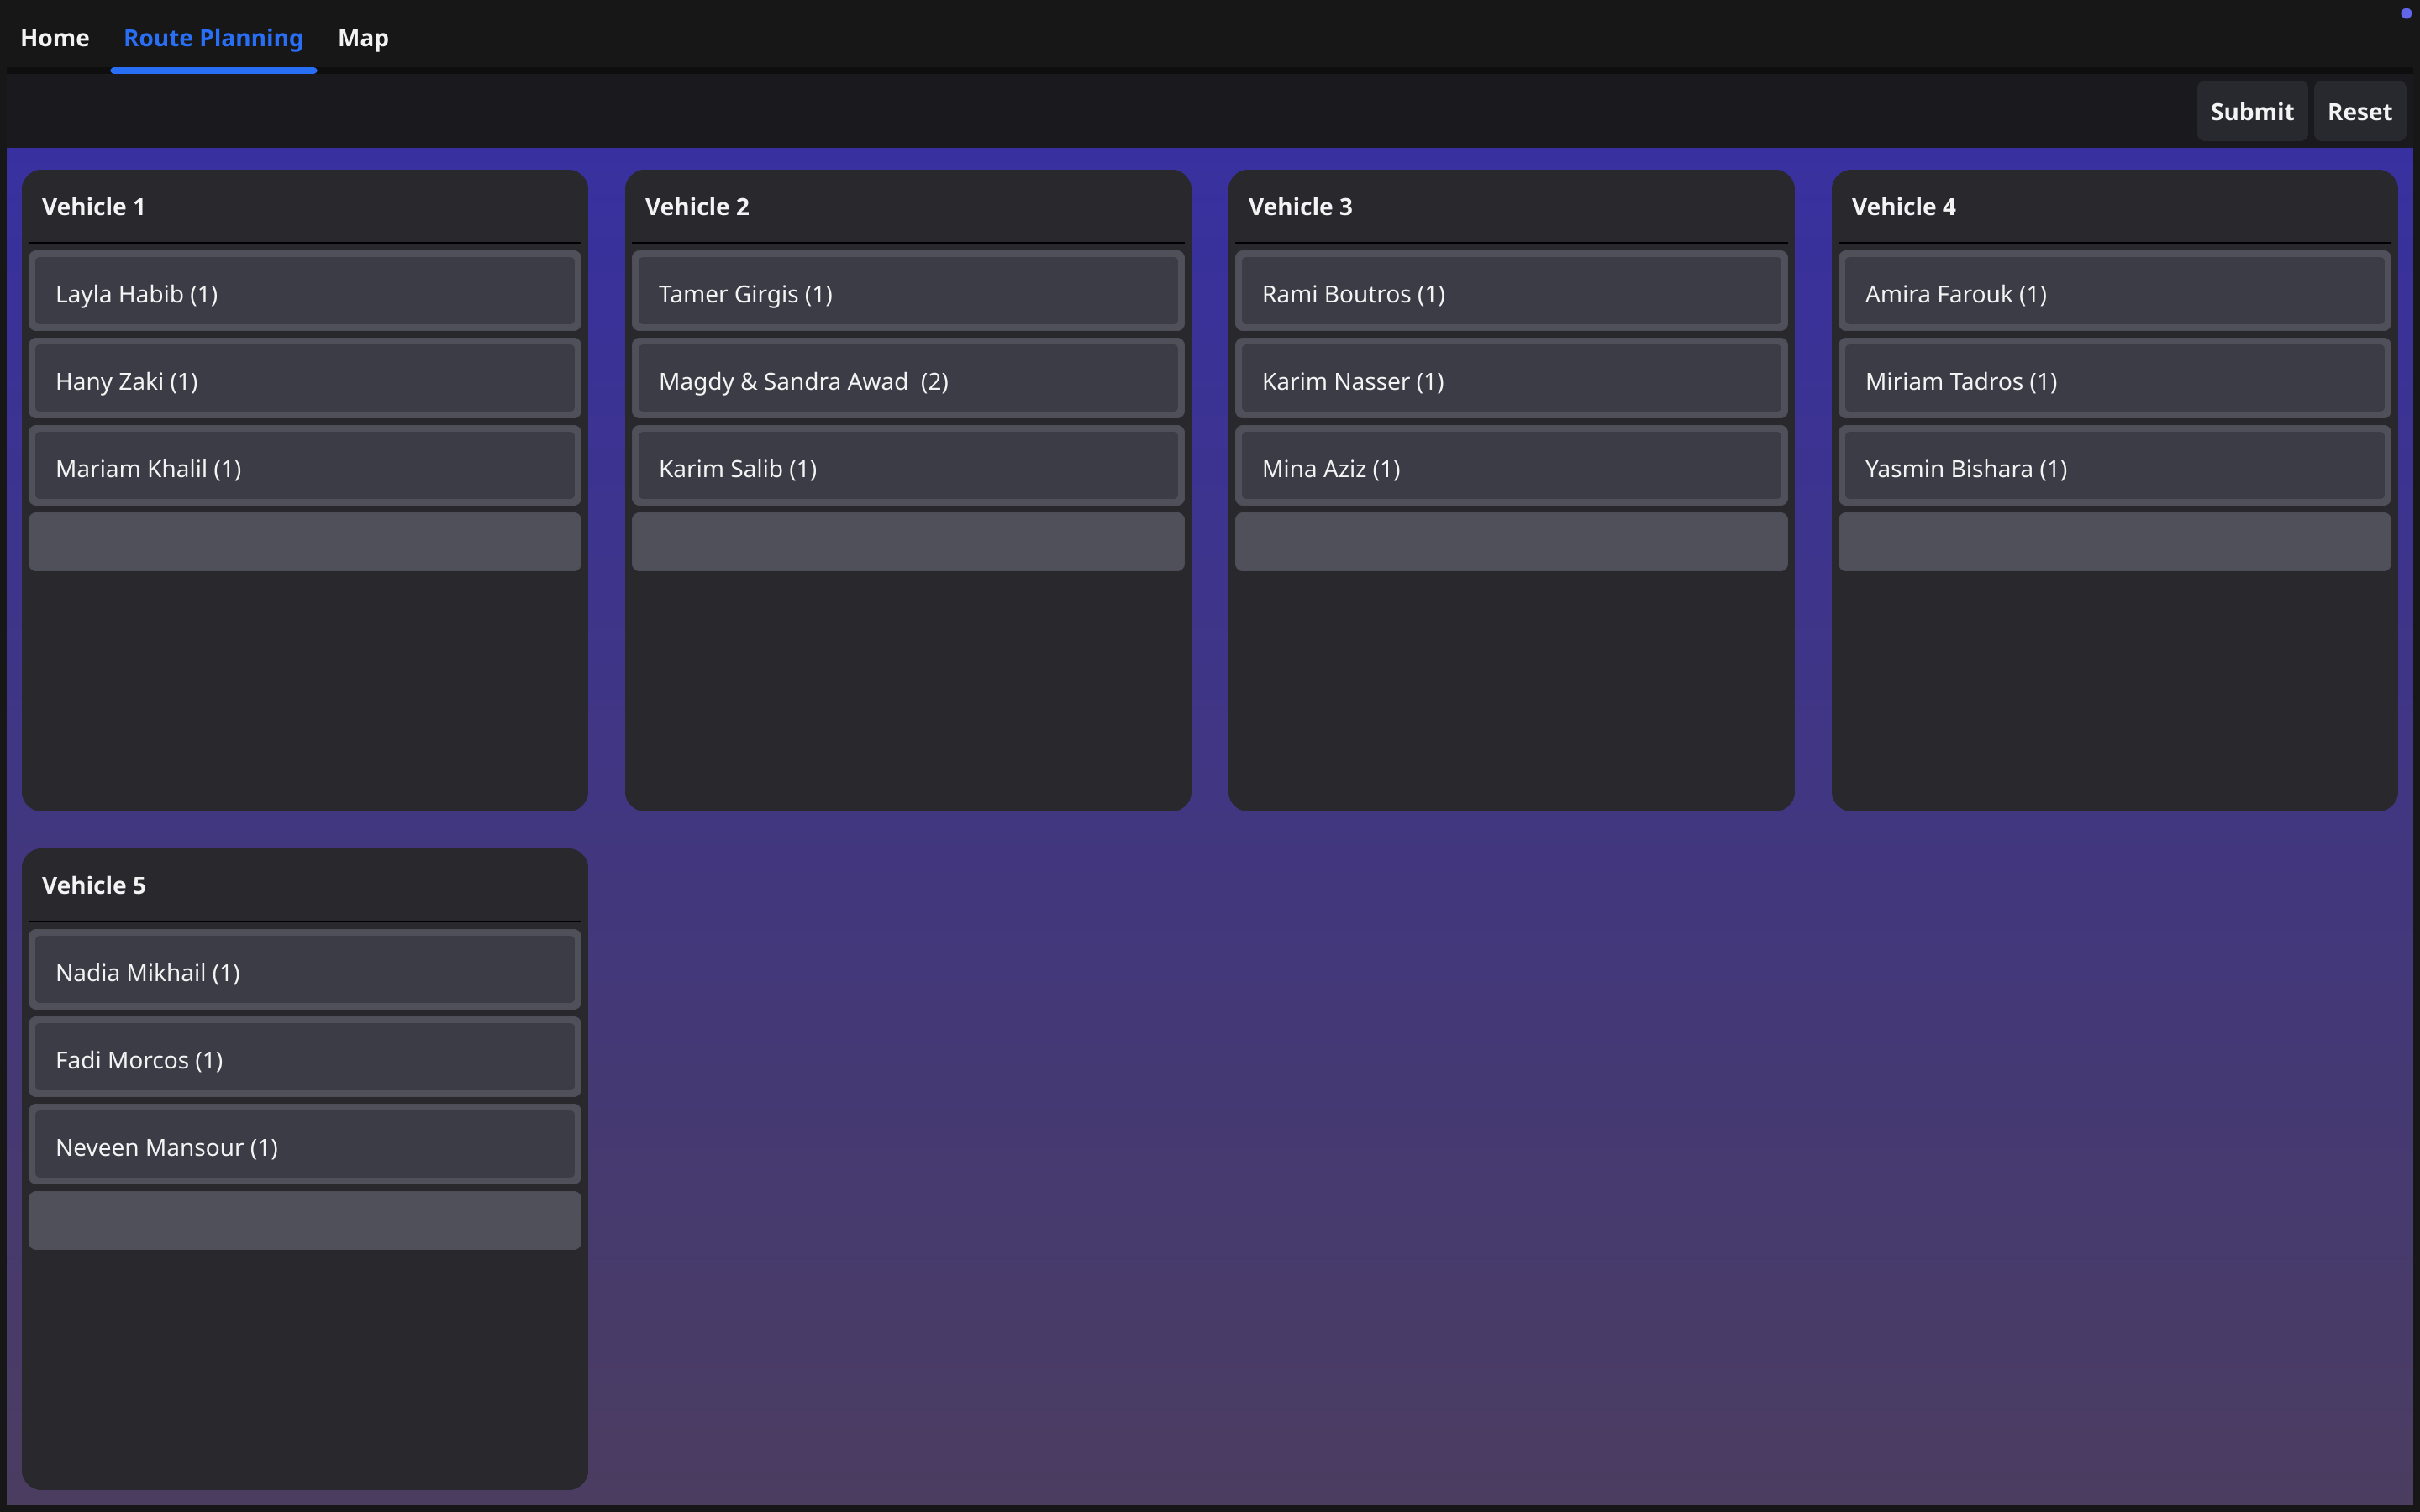 Home Route Planning Map
Submit Reset
Vehicle 1
Layla Habib (1)
Hany Zaki (1)
Mariam Khalil (1)
Vehicle 2
Tamer Girgis (1)
Magdy & Sandra Awad  (2)
Karim Salib (1)
Vehicle 3
Rami Boutros (1)
Karim Nasser (1)
Mina Aziz (1)
Vehicle 4
Amira Farouk (1)
Miriam Tadros (1)
Yasmin Bishara (1)
Vehicle 5
Nadia Mikhail (1)
Fadi Morcos (1)
Neveen Mansour (1)